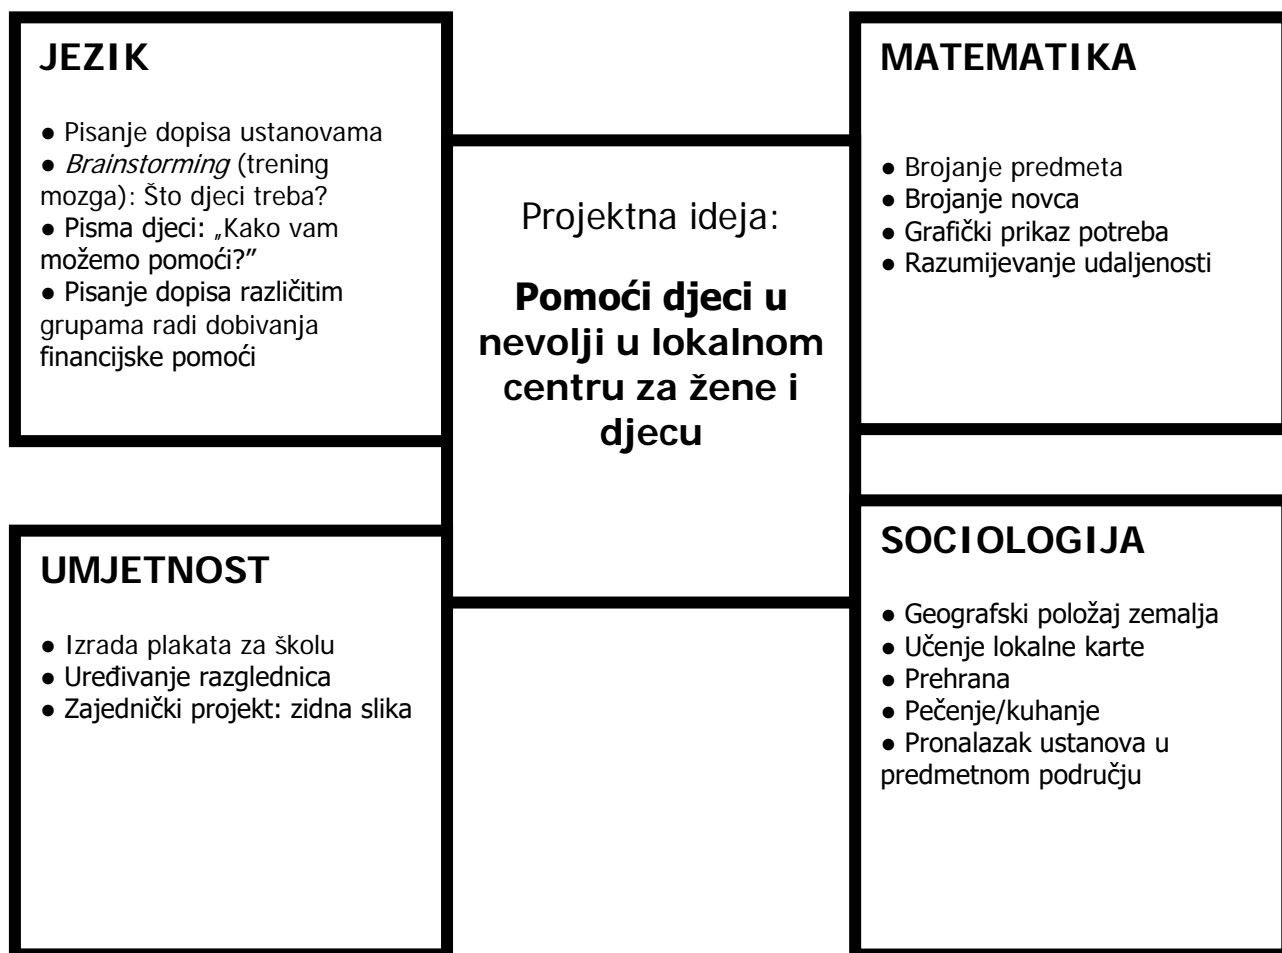 JEZIK
● Pisanje dopisa ustanovama
● Brainstorming (trening
mozga): Što djeci treba?
● Pisma djeci: „Kako vam
možemo pomoći?”
● Pisanje dopisa različitim
grupama radi dobivanja
financijske pomoći
Projektna ideja:
Pomoći djeci u
nevolji u lokalnom
centru za žene i
djecu
MATEMATIKA
● Brojanje predmeta
● Brojanje novca
● Grafički prikaz potreba
● Razumijevanje udaljenosti
UMJETNOST
● Izrada plakata za školu
● Uređivanje razglednica
● Zajednički projekt: zidna slika
SOCIOLOGIJA
● Geografski položaj zemalja
● Učenje lokalne karte
● Prehrana
● Pečenje/kuhanje
● Pronalazak ustanova u
predmetnom području